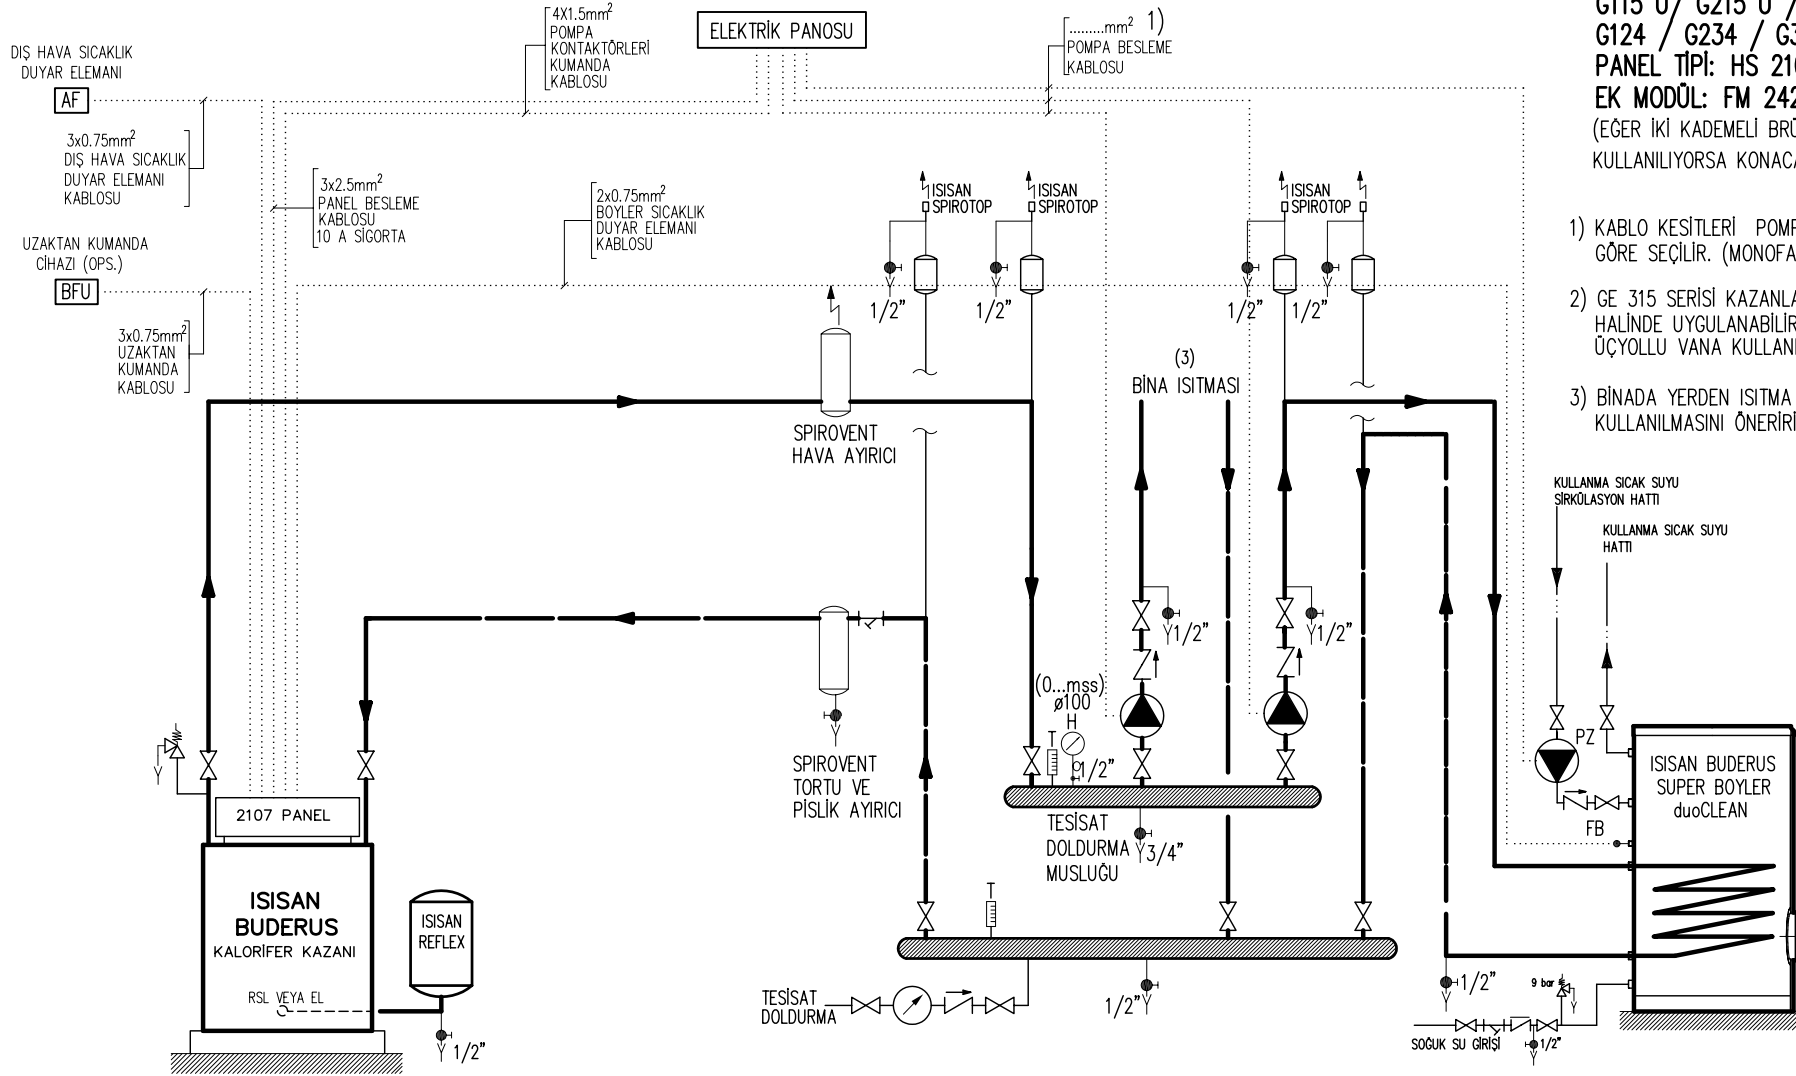 DIŞ HAVA SICAKLIK
DUYAR ELEMANI
AF
3x0.75mm²
DIŞ HAVA SICAKLIK
DUYAR ELEMANI
KABLOSU
UZAKTAN KUMANDA
CİHAZI (OPS.)
BFU
3x0.75mm²
UZAKTAN
KUMANDA
KABLOSU
3x2.5mm²
PANEL BESLEME
KABLOSU
10 A SİGORTA
4X1.5mm²
POMPA
KONTAKTÖRLERİ
KUMANDA
KABLOSU
2x0.75mm²
BOYLER SICAKLIK
DUYAR ELEMANI
KABLOSU
ELEKTRİK PANOSU
.........mm² 1)
POMPA BESLEME
KABLOSU
ISISAN
SPIROTOP
ISISAN
SPIROTOP
ISISAN
SPIROTOP
1/2”
1/2”
1/2”
1/2”
G115 U/ G215 U /
G124 / G234 / G3
PANEL TİPİ: HS 210
EK MODÜL: FM 242
(EĞER İKİ KADEMELİ BRÜ
KULLANILIYORSA KONACA
1) KABLO KESİTLERİ POMP
GÖRE SEÇİLİR. (MONOFA
2) GE 315 SERİSİ KAZANLA
HALİNDE UYGULANABİLİR
ÜÇYOLLU VANA KULLANI
3) BİNADA YERDEN ISITMA
KULLANILMASINI ÖNERİRİ
(3)
BİNA ISITMASI
SPIROVENT
HAVA AYIRICI
KULLANMA SICAK SUYU
SİRKÜLASYON HATTI
KULLANMA SICAK SUYU
HATTI
1/2”
1/2”
(0...mss)
ø100
H
T
1/2”
SPIROVENT
TORTU VE
PİSLİK AYIRICI
TESİSAT
DOLDURMA
MUSLUĞU
3/4”
PZ
FB
ISISAN BUDERUS
SUPER BOYLER
duoCLEAN
2107 PANEL
ISISAN
BUDERUS
KALORİFER KAZANI
RSL VEYA EL
ISISAN
REFLEX
1/2”
T
TESİSAT
DOLDURMA
1/2”
1/2”
9 bar
SOĞUK SU GİRİŞİ
1/2”